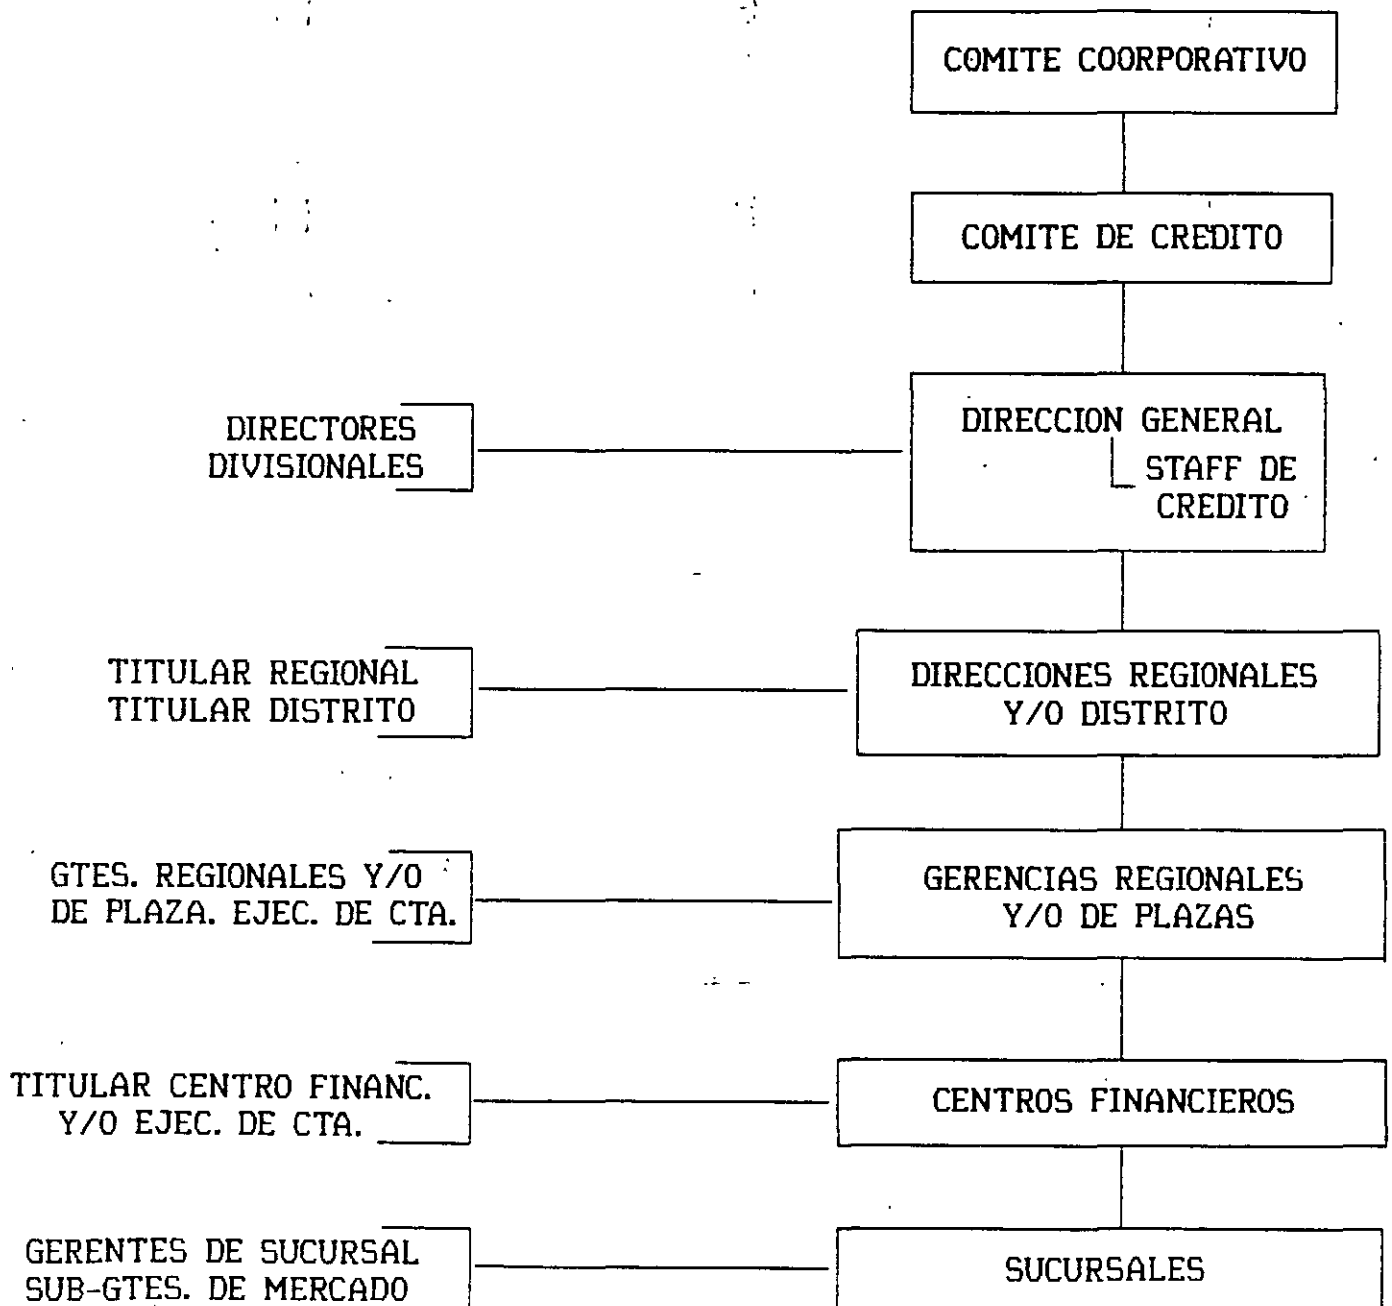 COMITE COORPORATIVO
COMITE DE CREDITO
DIRECTORES
DIVISIONALES
DIRECCION GENERAL
STAFF DE
CREDITO
TITULAR REGIONAL
TITULAR DISTRITO
DIRECCIONES REGIONALES
Y/O DISTRITO
GTES. REGIONALES Y/O
DE PLAZA. EJEC. DE CTA.
GERENCIAS REGIONALES
Y/O DE PLAZAS
TITULAR CENTRO FINANC.
Y/O EJEC. DE CTA.
CENTROS FINANCIEROS
GERENTES DE SUCURSAL
SUB-GTES. DE MERCADO
SUCURSALES